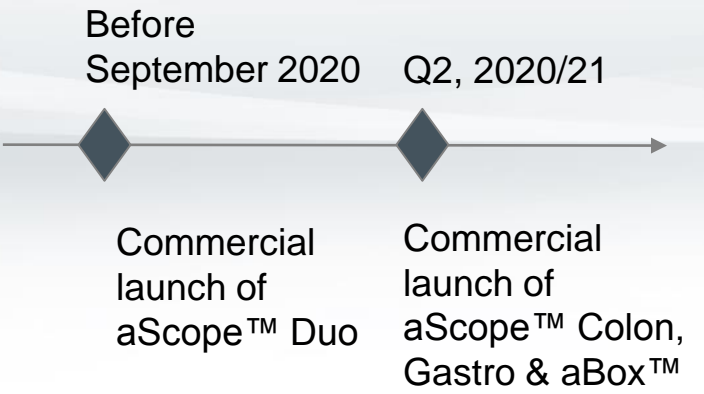 Before
September 2020
Q2, 2020/21
Commercial
launch of
aScope™ Duo
Commercial
launch of
aScope™ Colon,
Gastro & aBox™